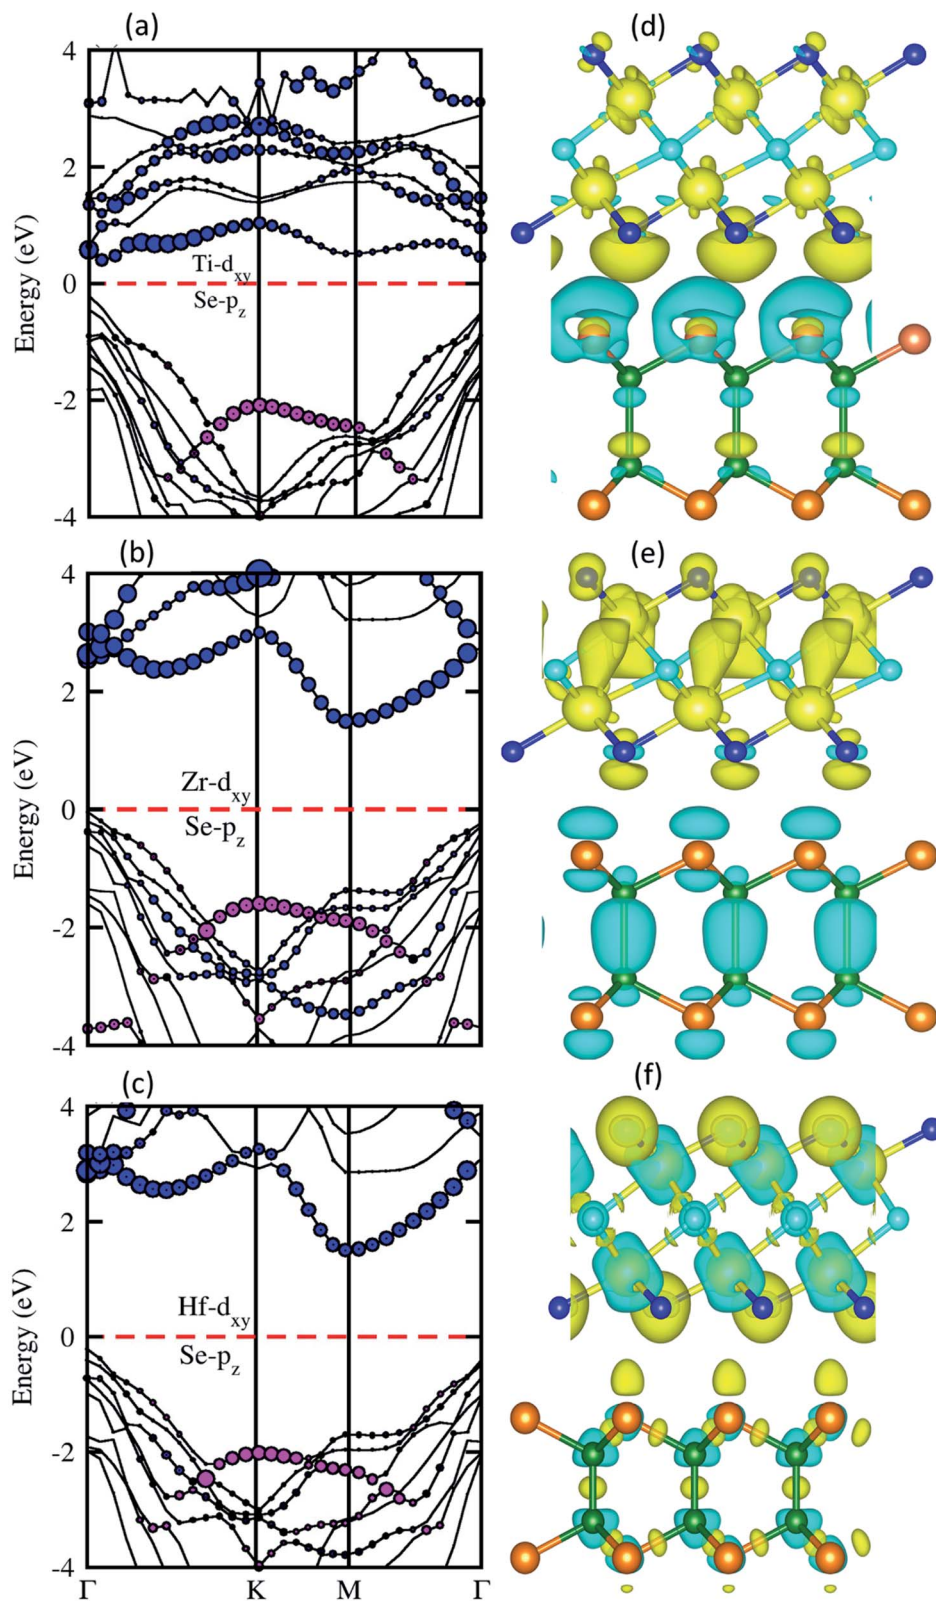 (a)
(d)
4
2
0
-2
-4
Energy (eV)
Ti-dxy
Se-pz
(b)
(e)
4
2
0
-2
-4
Energy (eV)
Zr-dxy
Se-pz
(c)
(f)
4
2
0
-2
-4
Energy (eV)
Hf-dxy
Se-pz
Γ K M Γ